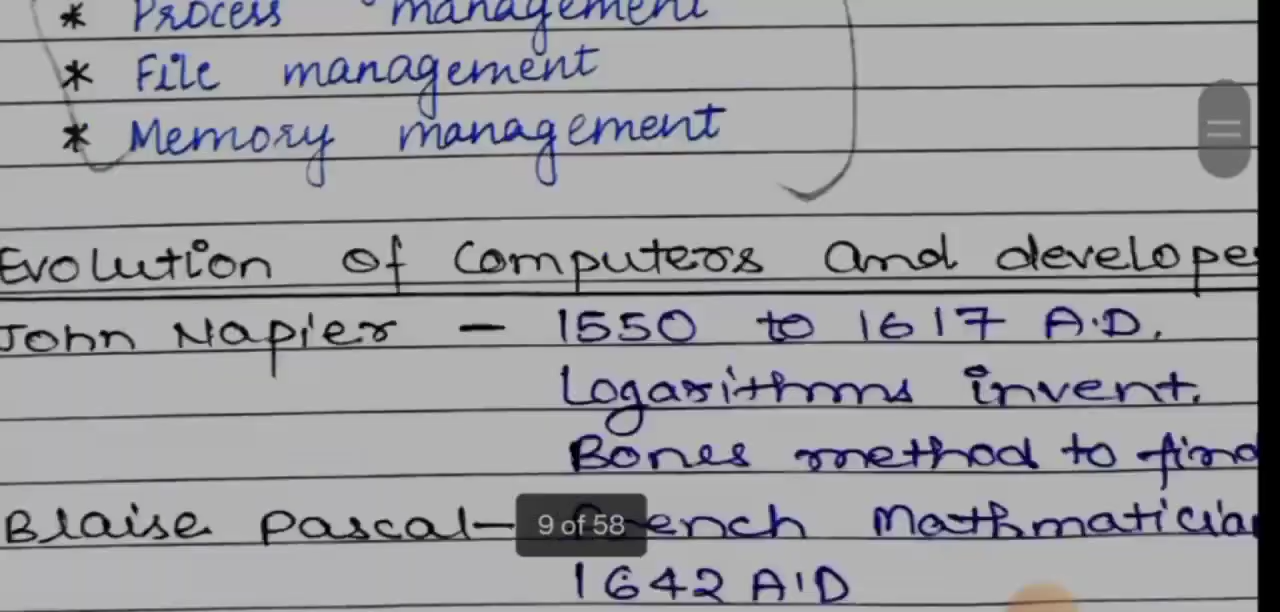 * Process management
* File management
* Memory management
Evolution of computers and develope
John Napier - 1550 to 1617 A.D.
Logarithms invent.
Bones method to find
Blaise Pascal- French Mathmatician
1642 A.D
9 of 58